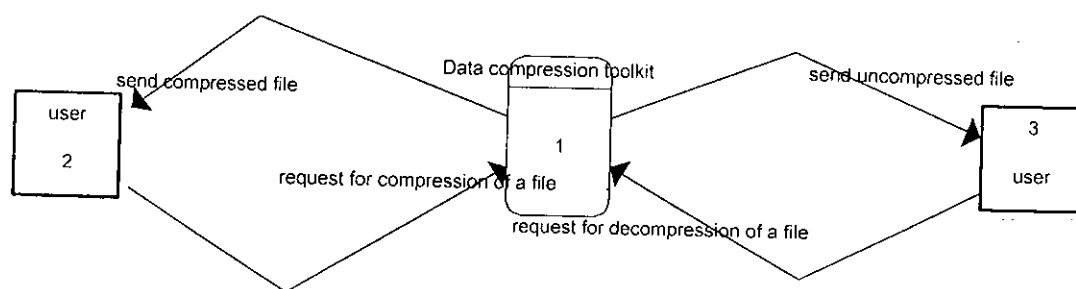 send compressed file
Data compression toolkit
send uncompressed file
user
2
1
3
user
request for compression of a file
request for decompression of a file